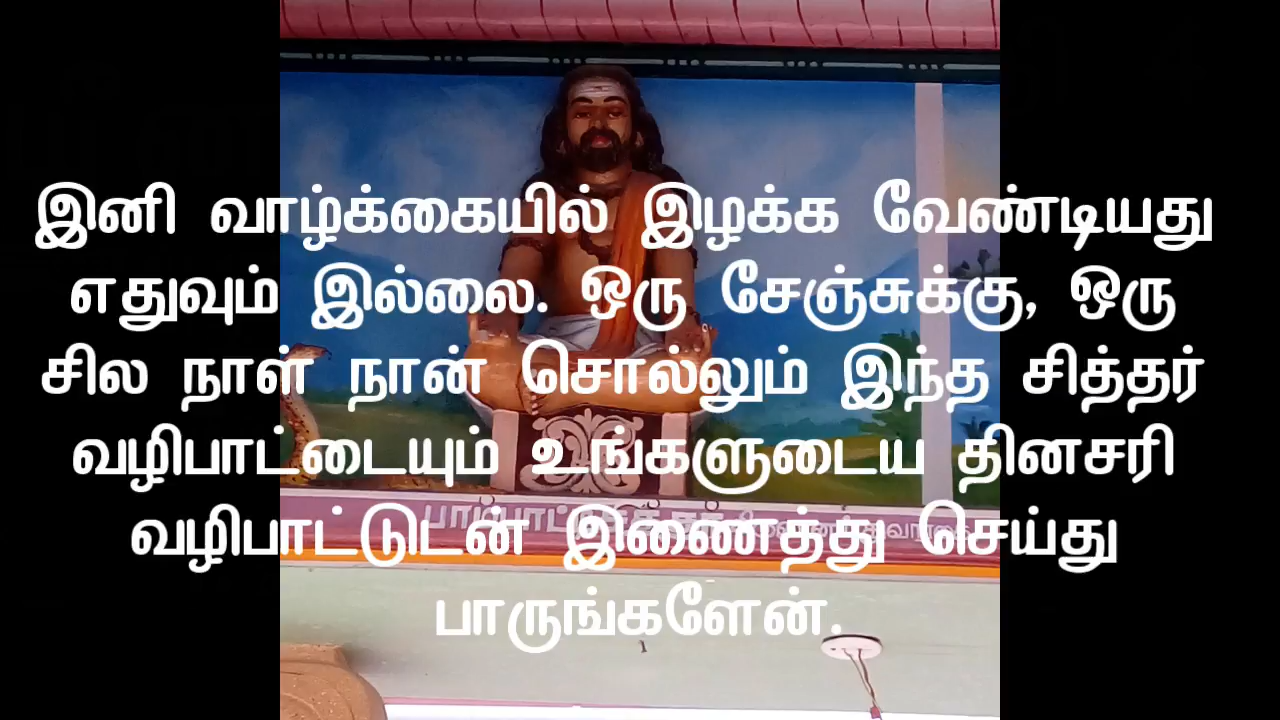 இனி வாழ்க்கையில் இழக்க வேண்டியது
எதுவும் இல்லை. ஒரு சேஞ்சுக்கு, ஒரு
சில நாள் நான் சொல்லும் இந்த சித்தர்
வழிபாட்டையும் உங்களுடைய தினசரி
வழிபாட்டுடன் இணைத்து செய்து
பாருங்களேன்.